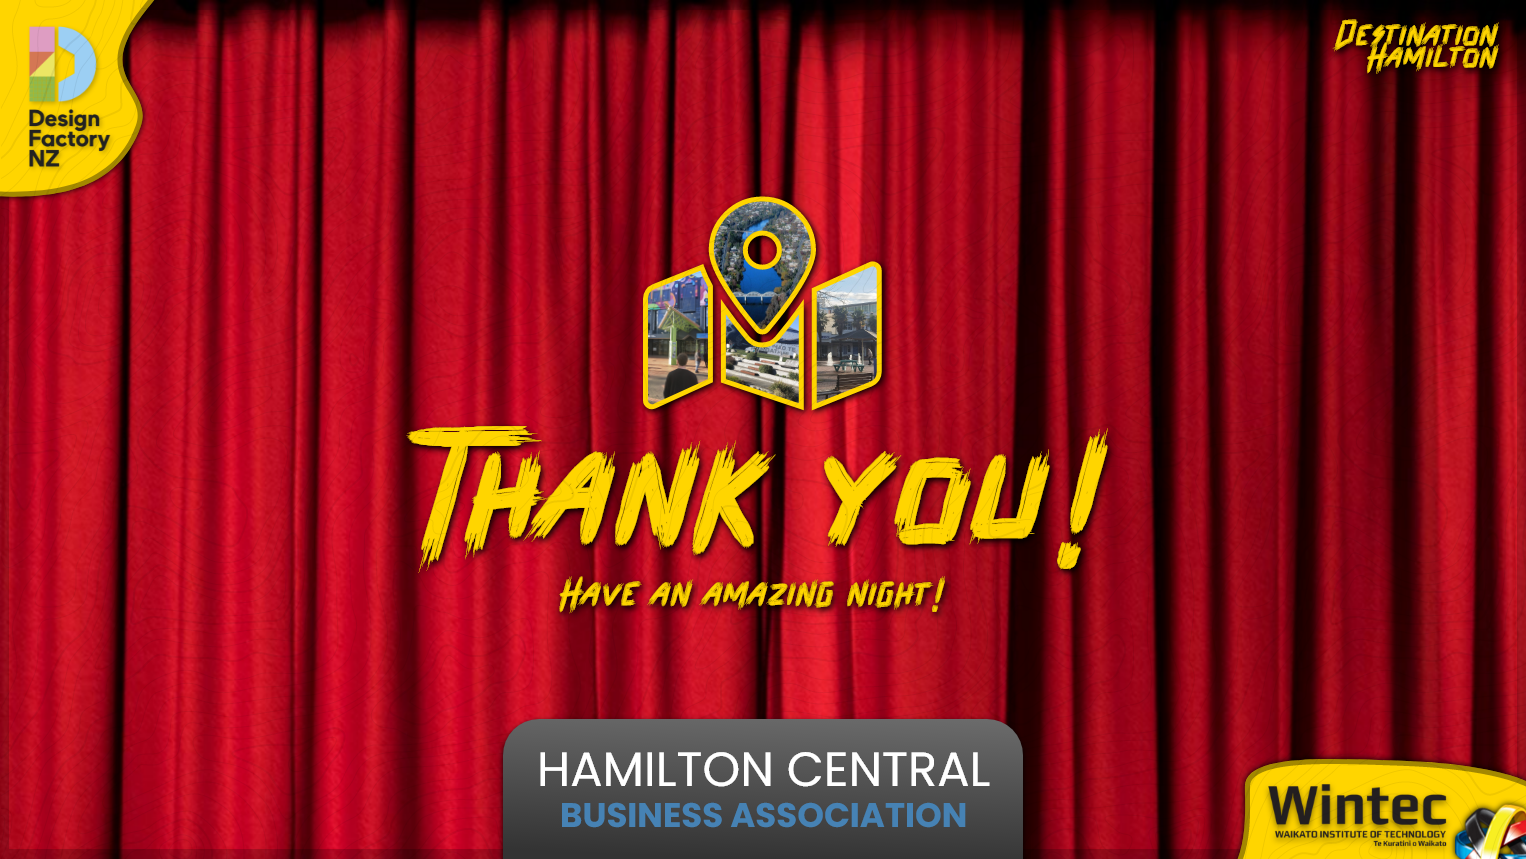 Design
Factory
NZ
DESTINATION
HAMILTON
THANK YOU!
HAVE AN AMAZING NIGHT!
HAMILTON CENTRAL
BUSINESS ASSOCIATION
Wintec
WAIKATO INSTITUTE OF TECHNOLOGY
Te Kuratini o Waikato